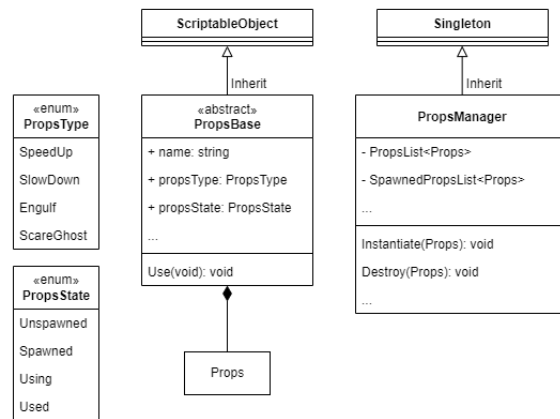 ScriptableObject
Singleton
Inherit
Inherit
«enum»
PropsType
SpeedUp
SlowDown
Engulf
ScareGhost
«abstract»
PropsBase
+ name: string
+ propsType: PropsType
+ propsState: PropsState
...
Use(void): void
PropsManager
- PropsList<Props>
- SpawnedPropsList<Props>
...
Instantiate(Props): void
Destroy(Props): void
...
«enum»
PropsState
Unspawned
Spawned
Using
Used
Props